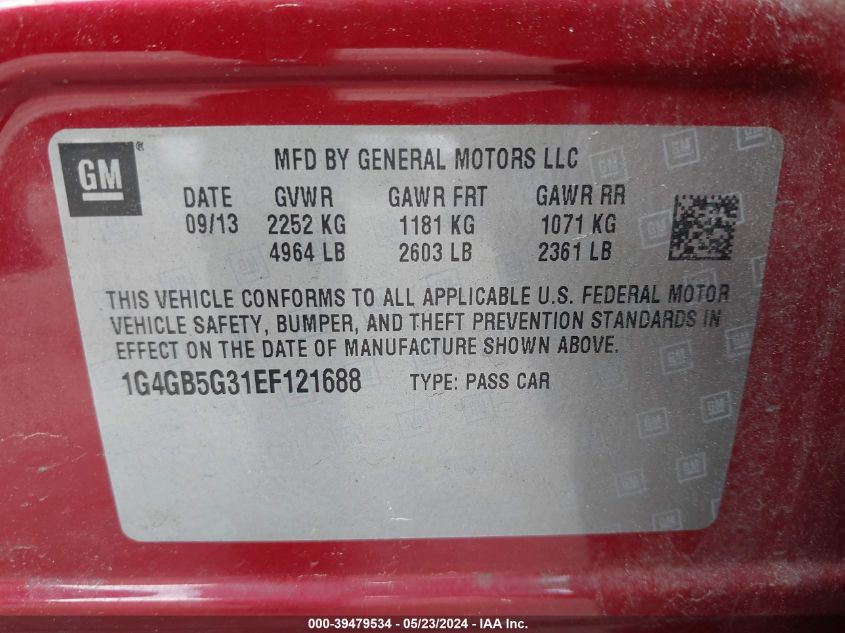 GM ®
MFD BY GENERAL MOTORS LLC
DATE GVWR GAWR FRT GAWR RR
09/13 2252 KG 1181 KG 1071 KG
4964 LB 2603 LB 2361 LB
THIS VEHICLE CONFORMS TO ALL APPLICABLE U.S. FEDERAL MOTOR
VEHICLE SAFETY, BUMPER, AND THEFT PREVENTION STANDARDS IN
EFFECT ON THE DATE OF MANUFACTURE SHOWN ABOVE.
1G4GB5G31EF121688 TYPE: PASS CAR
000-39479534 - 05/23/2024 - IAA Inc.